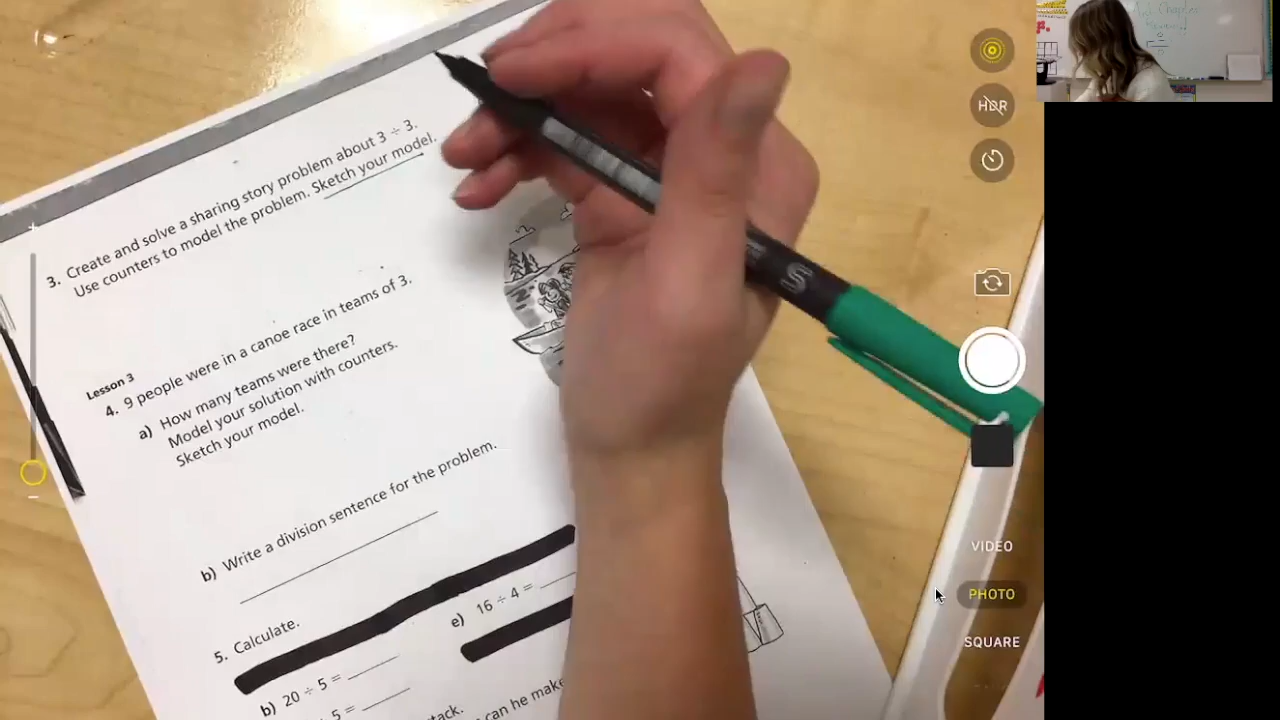 3. Create and solve a sharing story problem about 3 ÷ 3.
Use counters to model the problem. Sketch your model.
Lesson 3
4. 9 people were in a canoe race in teams of 3.
a) How many teams were there?
Model your solution with counters.
Sketch your model.
b) Write a division sentence for the problem.
5. Calculate.
e) 16 ÷ 4 =
b) 20 ÷ 5 =
5 =
can he make
HDR
VIDEO
PHOTO
SQUARE